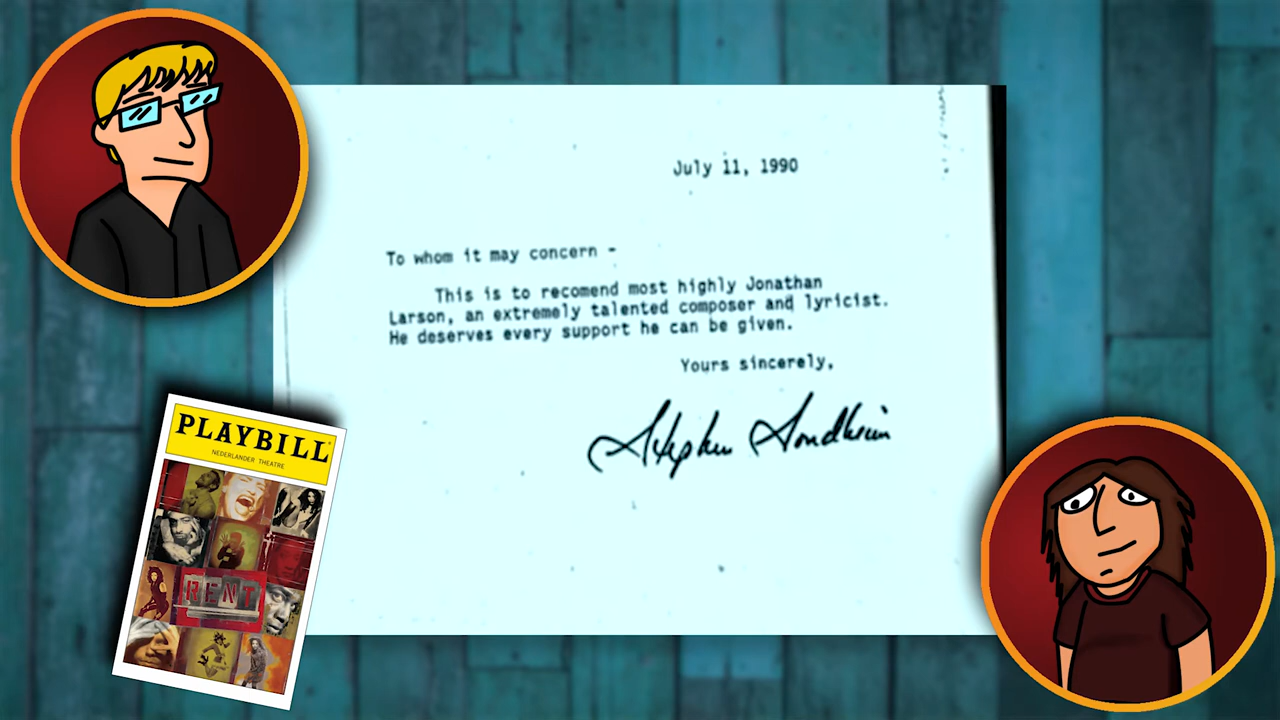 July 11, 1990
To whom it may concern -
This is to recomend most highly Jonathan
Larson, an extremely talented composer and lyricist.
He deserves every support he can be given.
Yours sincerely,
Stephen Sondheim
PLAYBILL
NEDERLANDER THEATRE
RENT